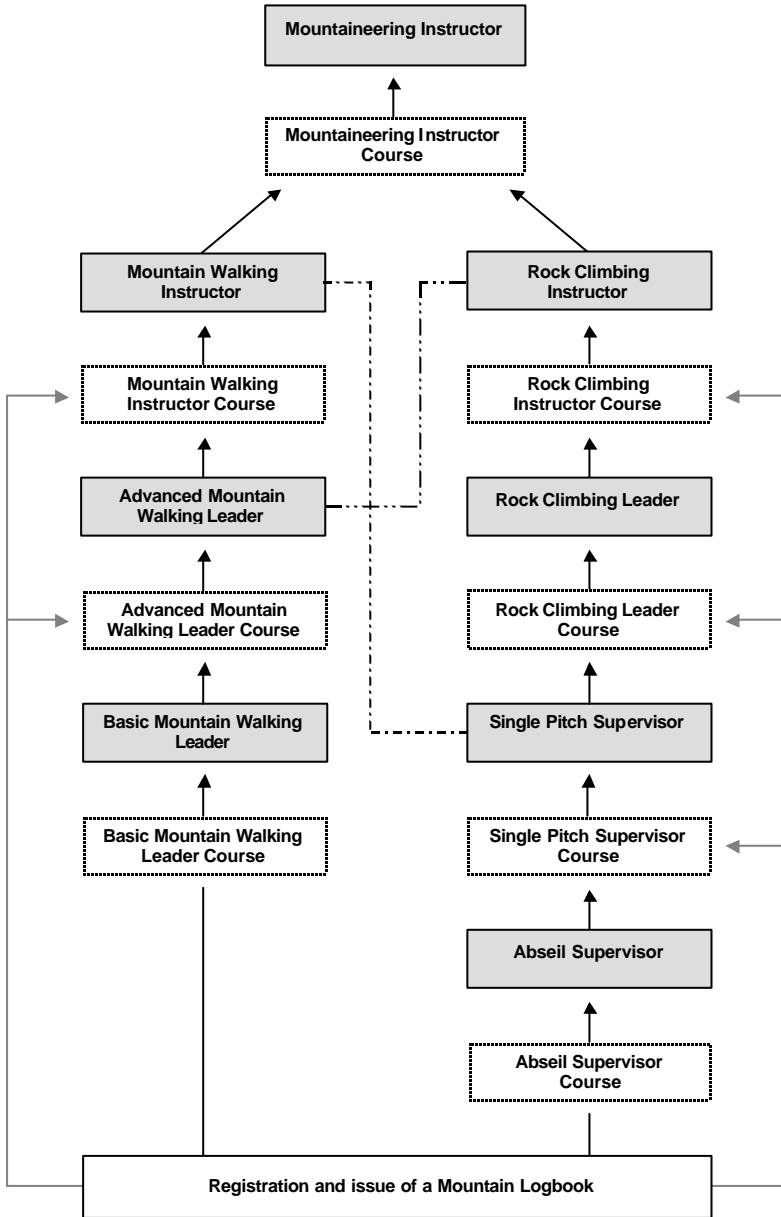 Mountaineering Instructor
Mountaineering Instructor
Course
Mountain Walking
Instructor
Rock Climbing
Instructor
Mountain Walking
Instructor Course
Rock Climbing
Instructor Course
Advanced Mountain
Walking Leader
Rock Climbing Leader
Advanced Mountain
Walking Leader Course
Rock Climbing Leader
Course
Basic Mountain Walking
Leader
Single Pitch Supervisor
Basic Mountain Walking
Leader Course
Single Pitch Supervisor
Course
Abseil Supervisor
Abseil Supervisor
Course
Registration and issue of a Mountain Logbook